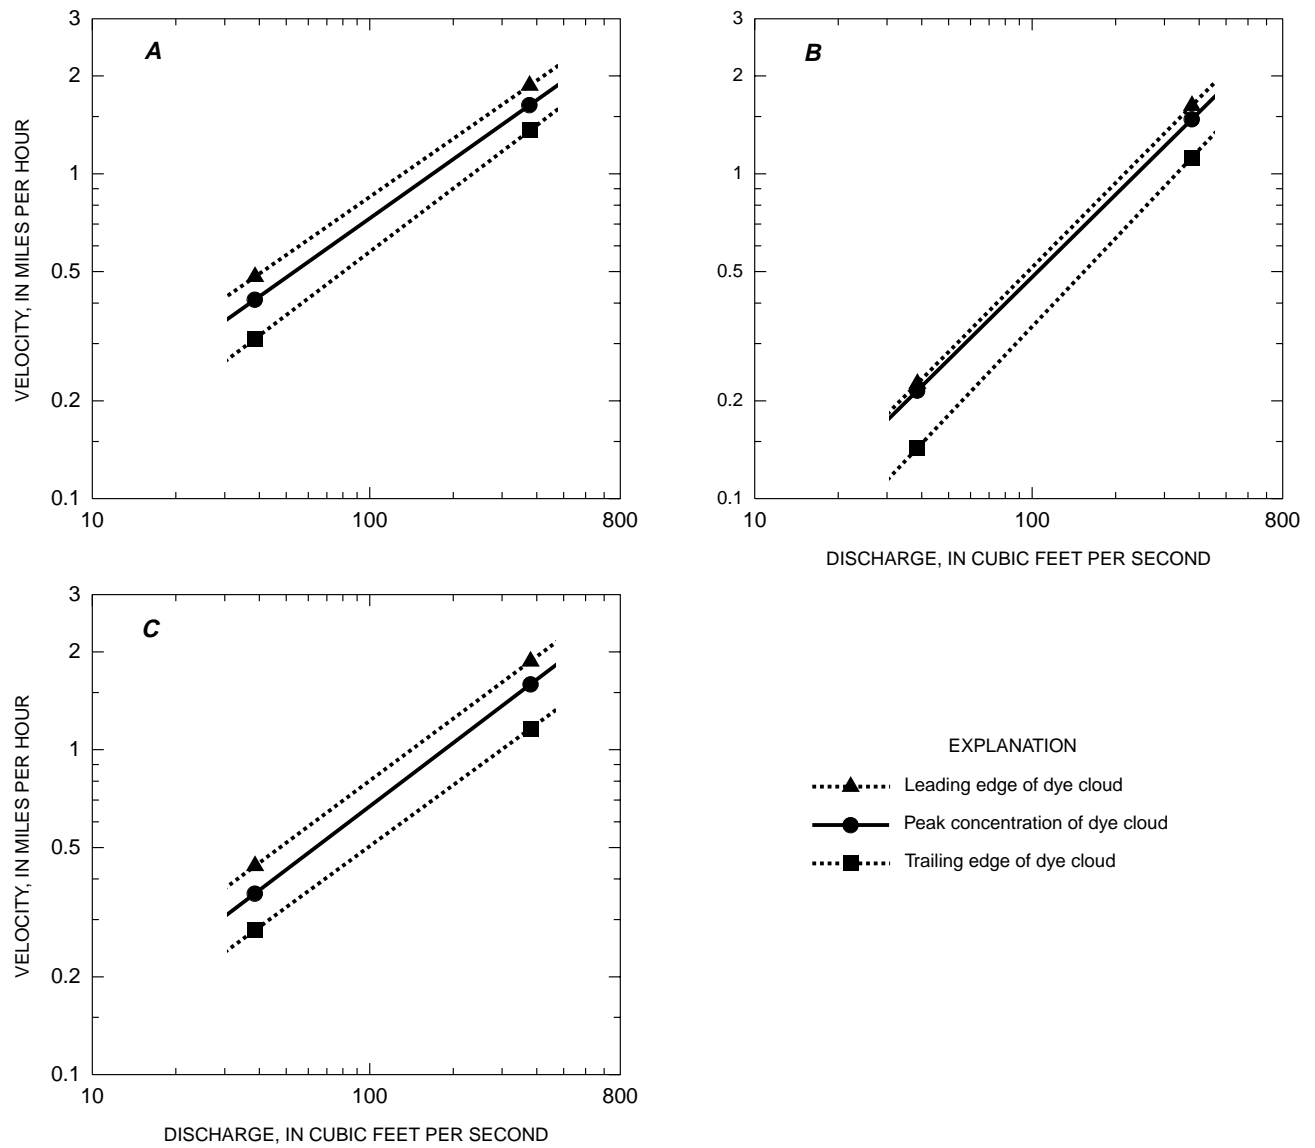 A
3
2
1
0.5
0.2
0.1
10
100
800
VELOCITY, IN MILES PER HOUR
B
3
2
1
0.5
0.2
0.1
10
100
800
DISCHARGE, IN CUBIC FEET PER SECOND
C
3
2
1
0.5
0.2
0.1
10
100
800
VELOCITY, IN MILES PER HOUR
DISCHARGE, IN CUBIC FEET PER SECOND
EXPLANATION
Leading edge of dye cloud
Peak concentration of dye cloud
Trailing edge of dye cloud